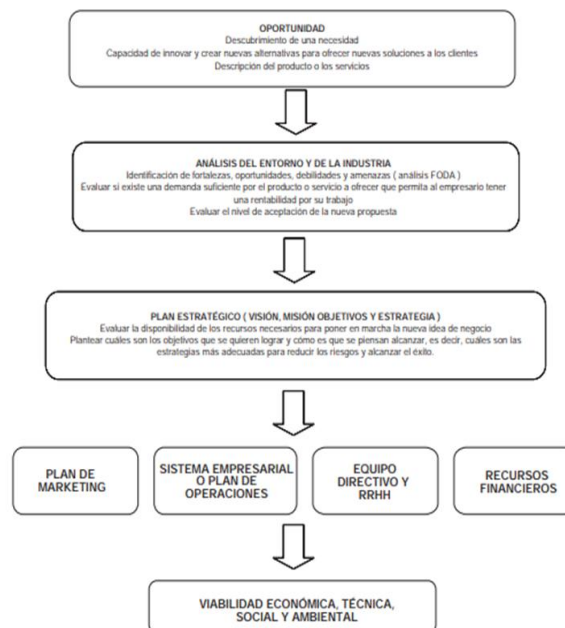 OPORTUNIDAD
Descubrimiento de una necesidad
Capacidad de innovar y crear nuevas alternativas para ofrecer nuevas soluciones a los clientes
Descripción del producto o los servicios
ANÁLISIS DEL ENTORNO Y DE LA INDUSTRIA
Identificación de fortalezas, oportunidades, debilidades y amenazas ( análisis FODA )
Evaluar si existe una demanda suficiente por el producto o servicio a ofrecer que permita al empresario tener
una rentabilidad por su trabajo
Evaluar el nivel de aceptación de la nueva propuesta
PLAN ESTRATÉGICO ( VISIÓN, MISIÓN OBJETIVOS Y ESTRATEGIA )
Evaluar la disponibilidad de los recursos necesarios para poner en marcha la nueva idea de negocio
Plantear cuáles son los objetivos que se quieren lograr y cómo es que se piensan alcanzar, es decir, cuáles son las
estrategias más adecuadas para reducir los riesgos y alcanzar el éxito.
PLAN DE
MARKETING
SISTEMA EMPRESARIAL
O PLAN DE
OPERACIONES
EQUIPO
DIRECTIVO Y
RRHH
RECURSOS
FINANCIEROS
VIABILIDAD ECONÓMICA, TÉCNICA,
SOCIAL Y AMBIENTAL